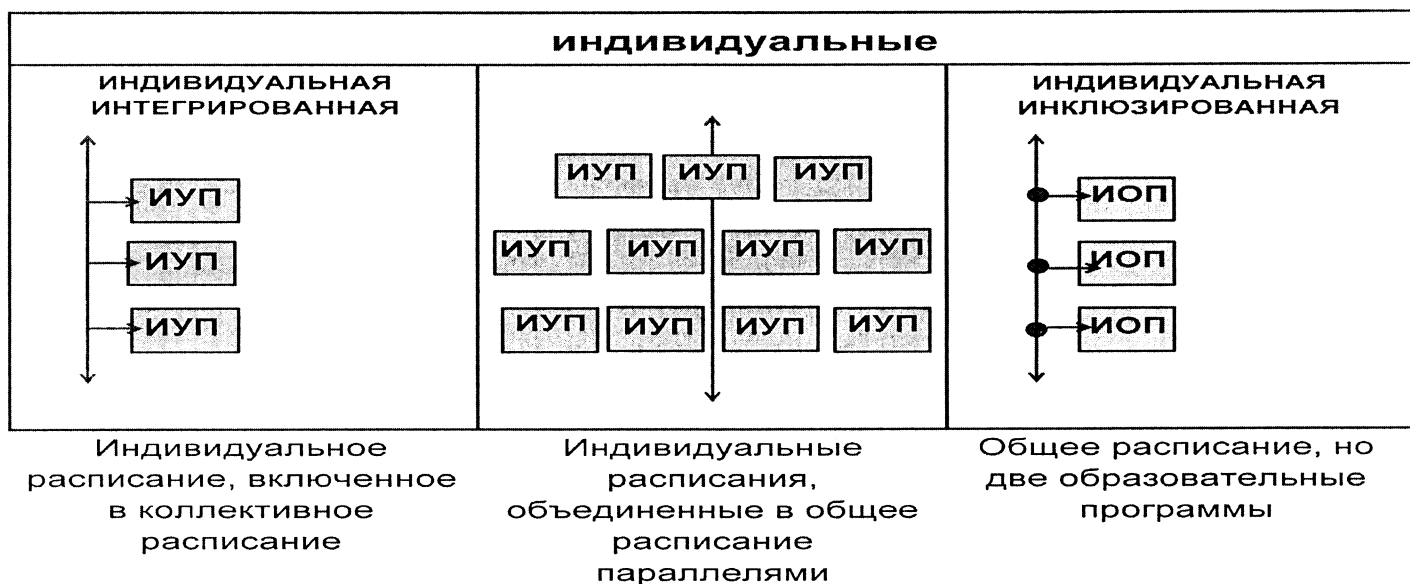 индивидуальные
ИНДИВИДУАЛЬНАЯ
ИНТЕГРИРОВАННАЯ
ИУП
ИУП
ИУП
Индивидуальное
расписание, включенное
в коллективное
расписание
ИУП ИУП ИУП
ИУП ИУП ИУП ИУП
ИУП ИУП ИУП ИУП
Индивидуальные
расписания,
объединенные в общее
расписание
параллелями
ИНДИВИДУАЛЬНАЯ
ИНКЛЮЗИРОВАННАЯ
ИОП
ИОП
ИОП
Общее расписание, но
две образовательные
программы